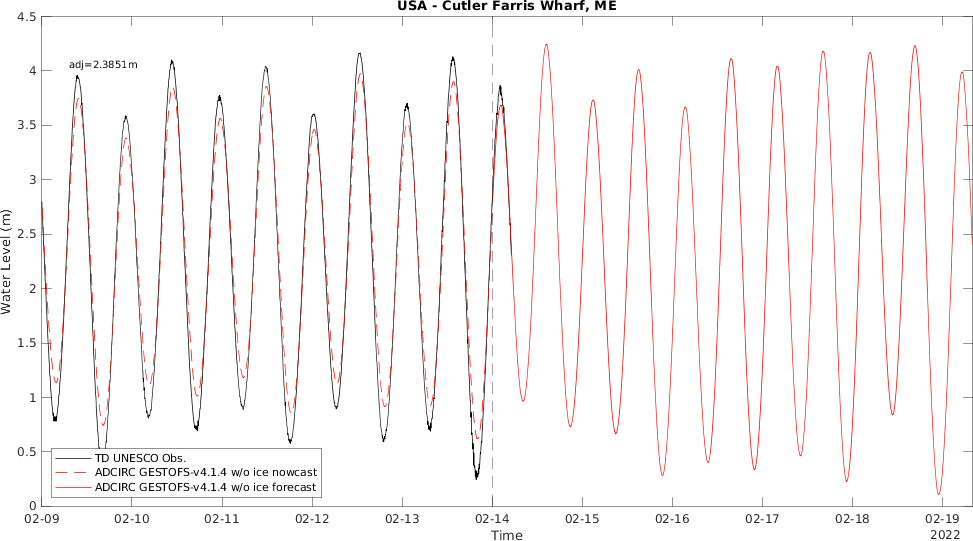 USA - Cutler Farris Wharf, ME
4.5
adj=2.3851m
4
3.5
3
2.5
2
1.5
1
0.5
0
Water Level (m)
TD UNESCO Obs.
ADCIRC GESTOFS-v4.1.4 w/o ice nowcast
ADCIRC GESTOFS-v4.1.4 w/o ice forecast
02-09 02-10 02-11 02-12 02-13 02-14 02-15 02-16 02-17 02-18 02-19
Time
2022